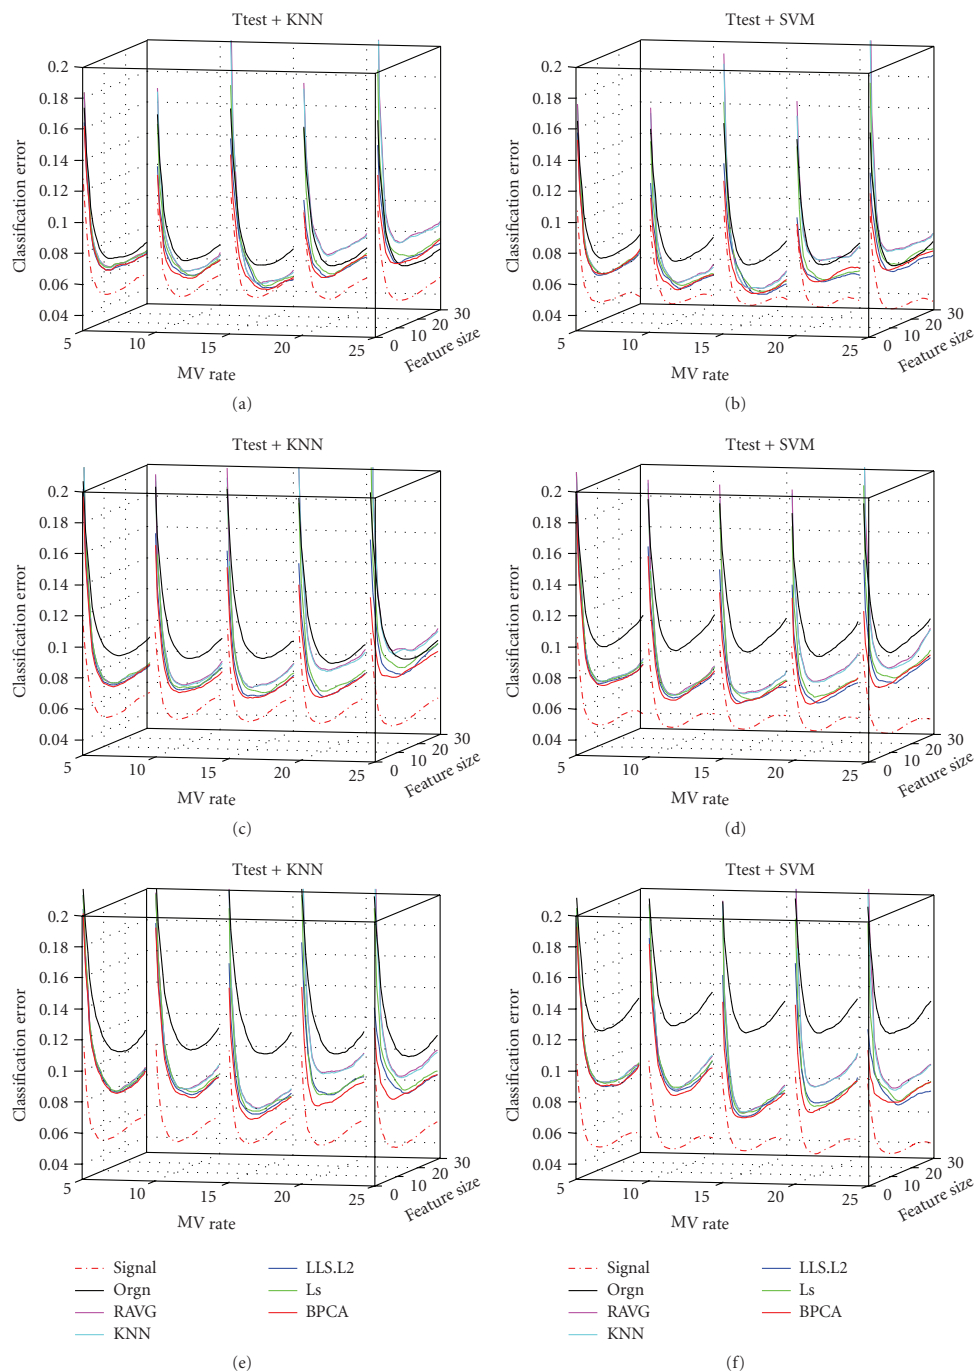 Ttest + KNN
0.2
0.18
0.16
0.14
0.12
0.1
0.08
0.06
0.04
Classification error
5
10
15
20
25
MV rate
0
10
20
30
Feature size
(a)
Ttest + SVM
0.2
0.18
0.16
0.14
0.12
0.1
0.08
0.06
0.04
Classification error
5
10
15
20
25
MV rate
0
10
20
30
Feature size
(b)
Ttest + KNN
0.2
0.18
0.16
0.14
0.12
0.1
0.08
0.06
0.04
Classification error
5
10
15
20
25
MV rate
0
10
20
30
Feature size
(c)
Ttest + SVM
0.2
0.18
0.16
0.14
0.12
0.1
0.08
0.06
0.04
Classification error
5
10
15
20
25
MV rate
0
10
20
30
Feature size
(d)
Ttest + KNN
0.2
0.18
0.16
0.14
0.12
0.1
0.08
0.06
0.04
Classification error
5
10
15
20
25
MV rate
0
10
20
30
Feature size
Signal
Orgn
RAVG
KNN
LLS.L2
Ls
BPCA
(e)
Ttest + SVM
0.2
0.18
0.16
0.14
0.12
0.1
0.08
0.06
0.04
Classification error
5
10
15
20
25
MV rate
0
10
20
30
Feature size
Signal
Orgn
RAVG
KNN
LLS.L2
Ls
BPCA
(f)